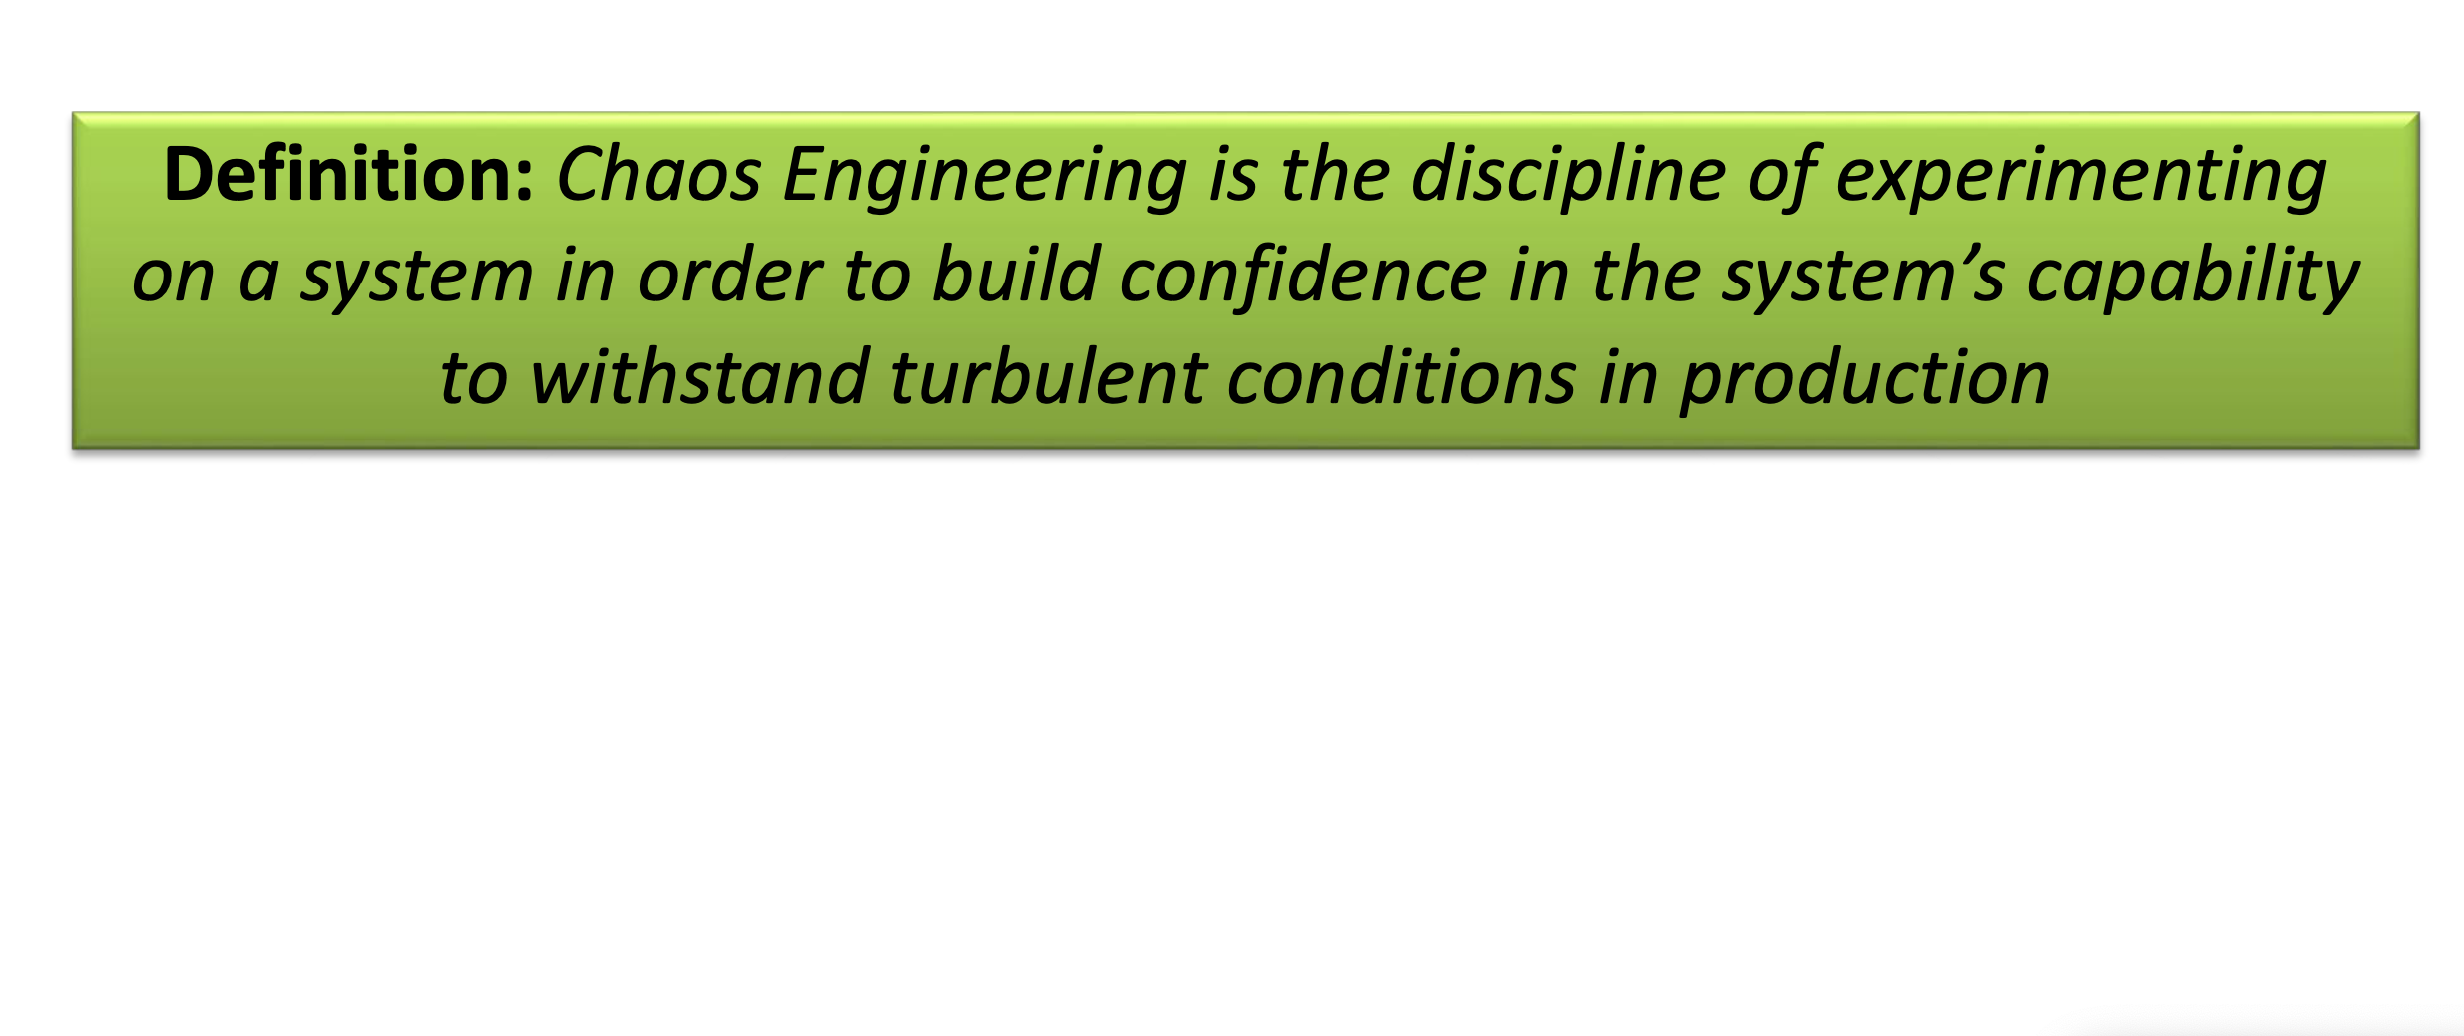 Definition: Chaos Engineering is the discipline of experimenting
on a system in order to build confidence in the system’s capability
to withstand turbulent conditions in production